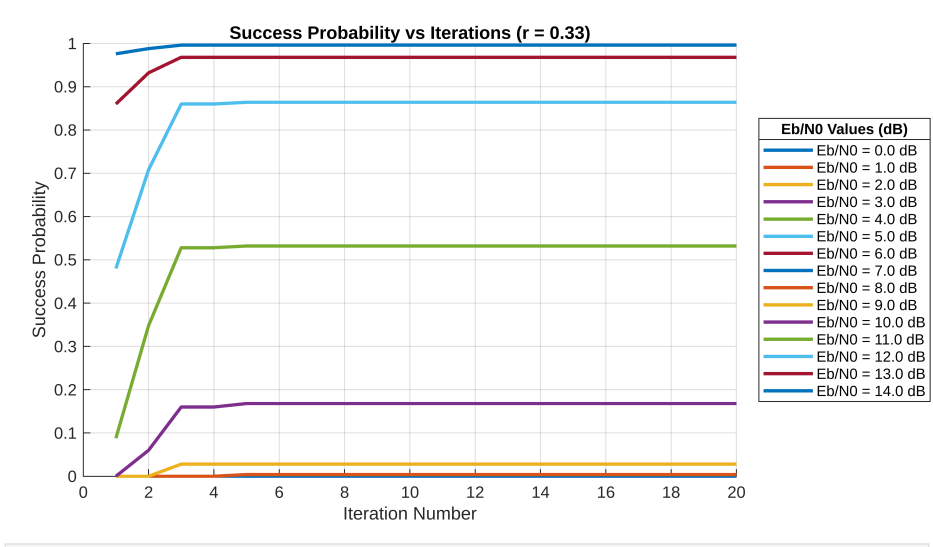 Success Probability vs Iterations (r = 0.33)
1
0.9
0.8
0.7
0.6
0.5
0.4
0.3
0.2
0.1
0
Success Probability
0 2 4 6 8 10 12 14 16 18 20
Iteration Number
Eb/N0 Values (dB)
Eb/N0 = 0.0 dB
Eb/N0 = 1.0 dB
Eb/N0 = 2.0 dB
Eb/N0 = 3.0 dB
Eb/N0 = 4.0 dB
Eb/N0 = 5.0 dB
Eb/N0 = 6.0 dB
Eb/N0 = 7.0 dB
Eb/N0 = 8.0 dB
Eb/N0 = 9.0 dB
Eb/N0 = 10.0 dB
Eb/N0 = 11.0 dB
Eb/N0 = 12.0 dB
Eb/N0 = 13.0 dB
Eb/N0 = 14.0 dB